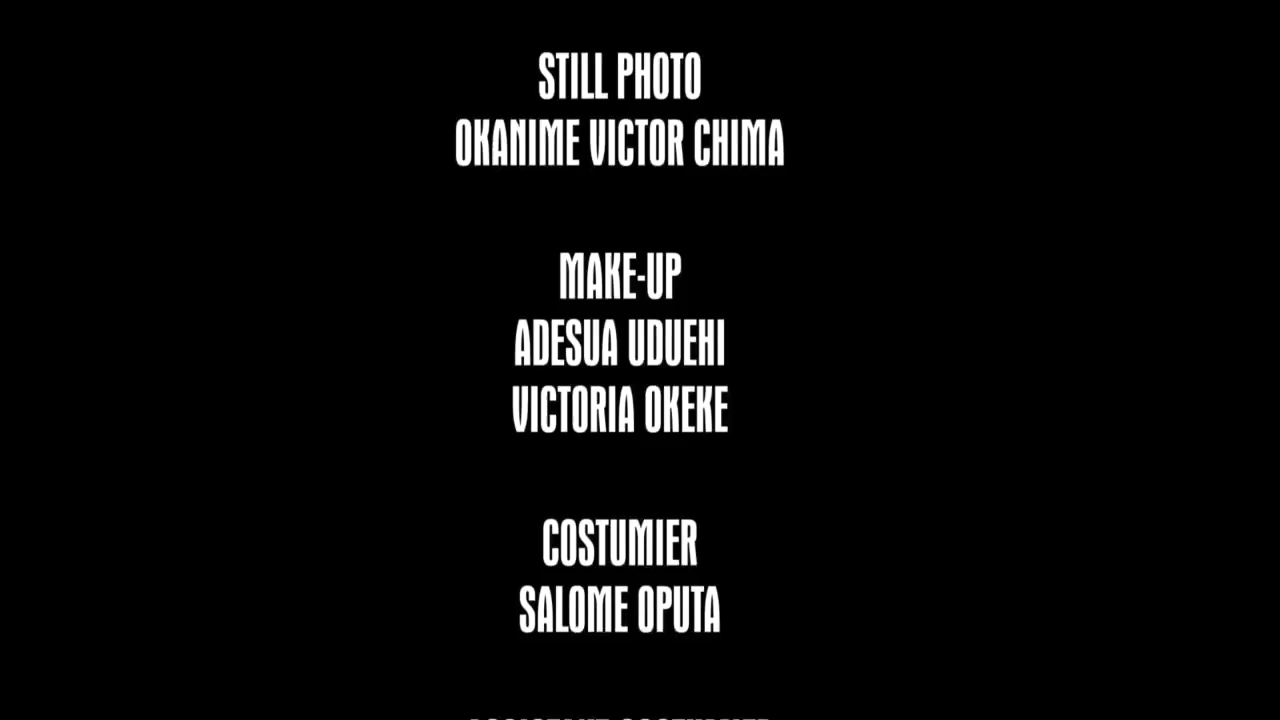 STILL PHOTO
OKANIME VICTOR CHIMA
MAKE-UP
ADESUA UDUEHI
VICTORIA OKEKE
COSTUMIER
SALOME OPUTA